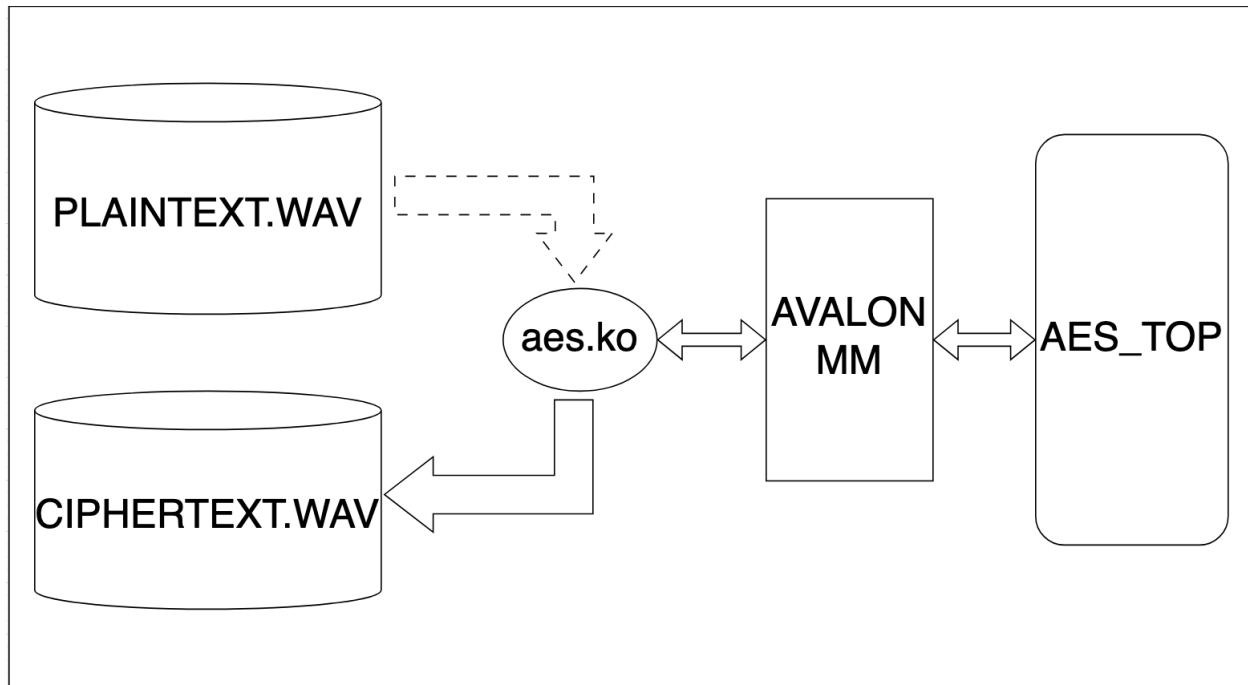 PLAINTEXT.WAV
aes.ko
AVALON
MM
AES_TOP
CIPHERTEXT.WAV